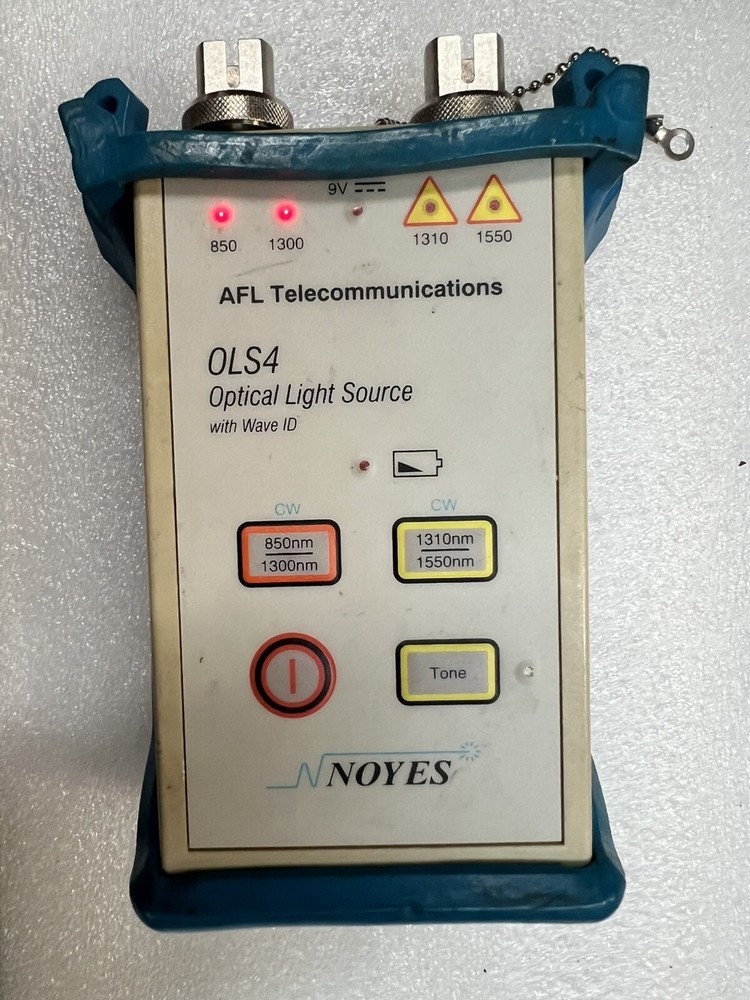 9V
850 1300 1310 1550
AFL Telecommunications
OLS4
Optical Light Source
with Wave ID
CW CW
850nm 1310nm
1300nm 1550nm
Tone
NOYES